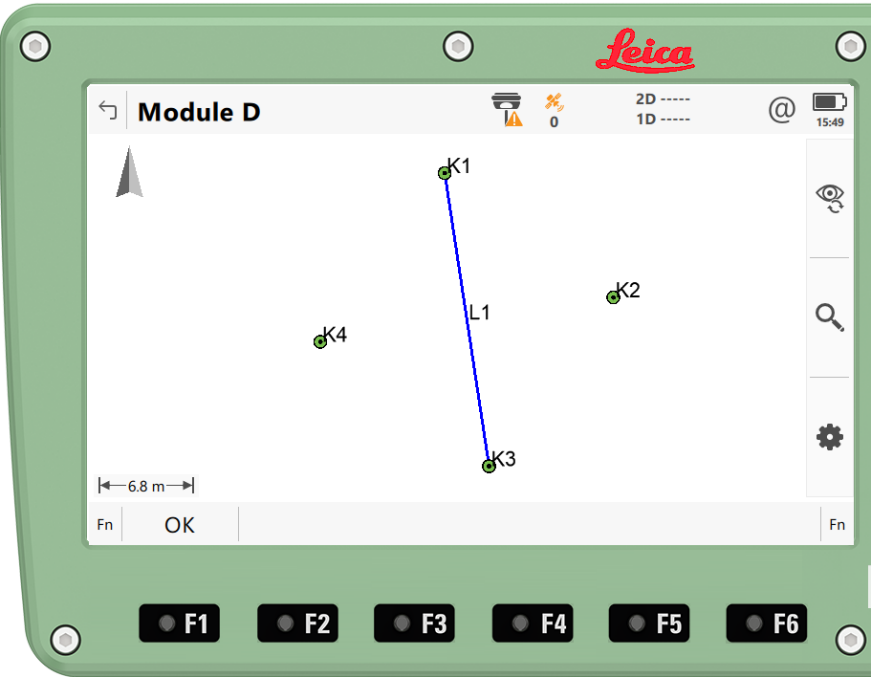 Leica
Module D
0
2D -----
1D -----
@
15:49
K1
K2
L1
K4
K3
6.8 m
Fn
OK
Fn
F1
F2
F3
F4
F5
F6